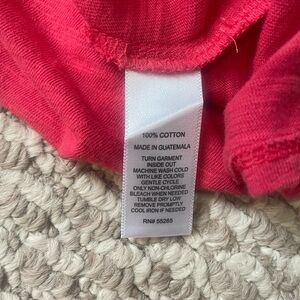 100% COTTON
MADE IN GUATEMALA
TURN GARMENT
INSIDE OUT
MACHINE WASH COLD
WITH LIKE COLORS
GENTLE CYCLE
ONLY NON-CHLORINE
BLEACH WHEN NEEDED
TUMBLE DRY LOW
REMOVE PROMPTLY
COOL IRON IF NEEDED
RN# 55285